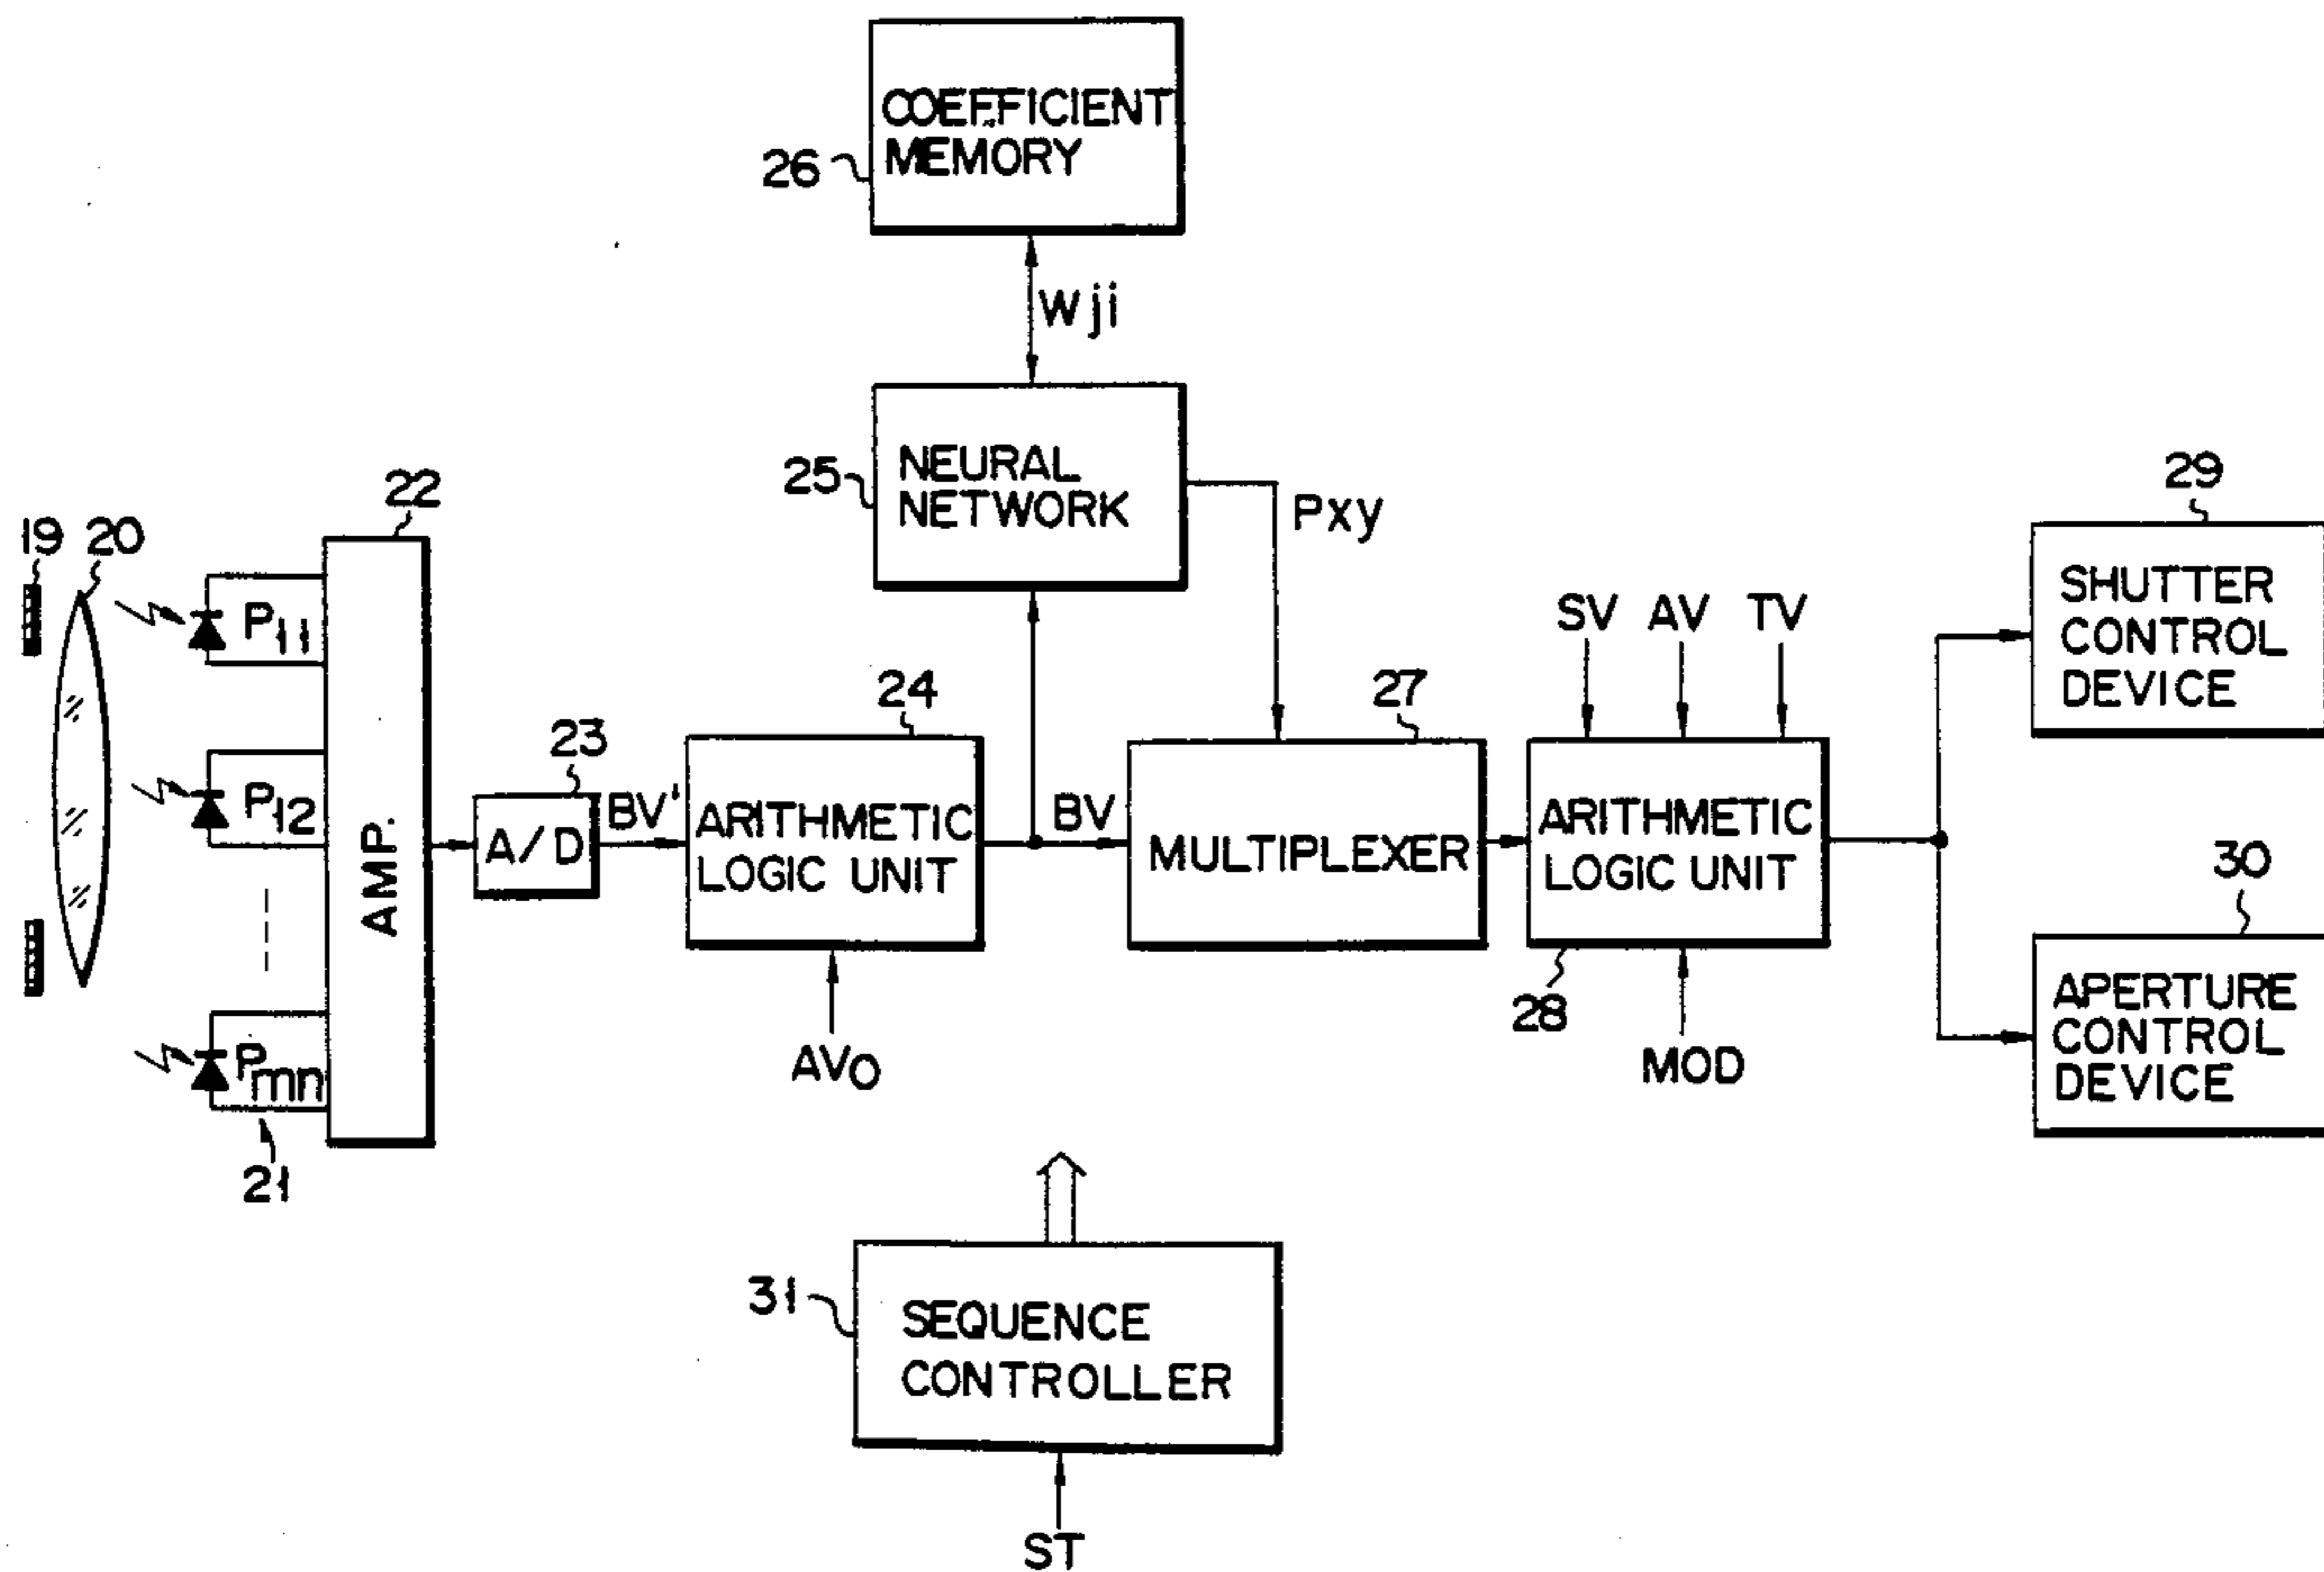 COEFFICIENT
MEMORY
26
Wji
NEURAL
NETWORK
25
Pxy
22
19
20
P11
P12
Pmn
21
AMP.
23
A/D
BV'
24
ARITHMETIC
LOGIC UNIT
AVO
BV
27
MULTIPLEXER
SV AV TV
ARITHMETIC
LOGIC UNIT
28
MOD
29
SHUTTER
CONTROL
DEVICE
30
APERTURE
CONTROL
DEVICE
31
SEQUENCE
CONTROLLER
ST